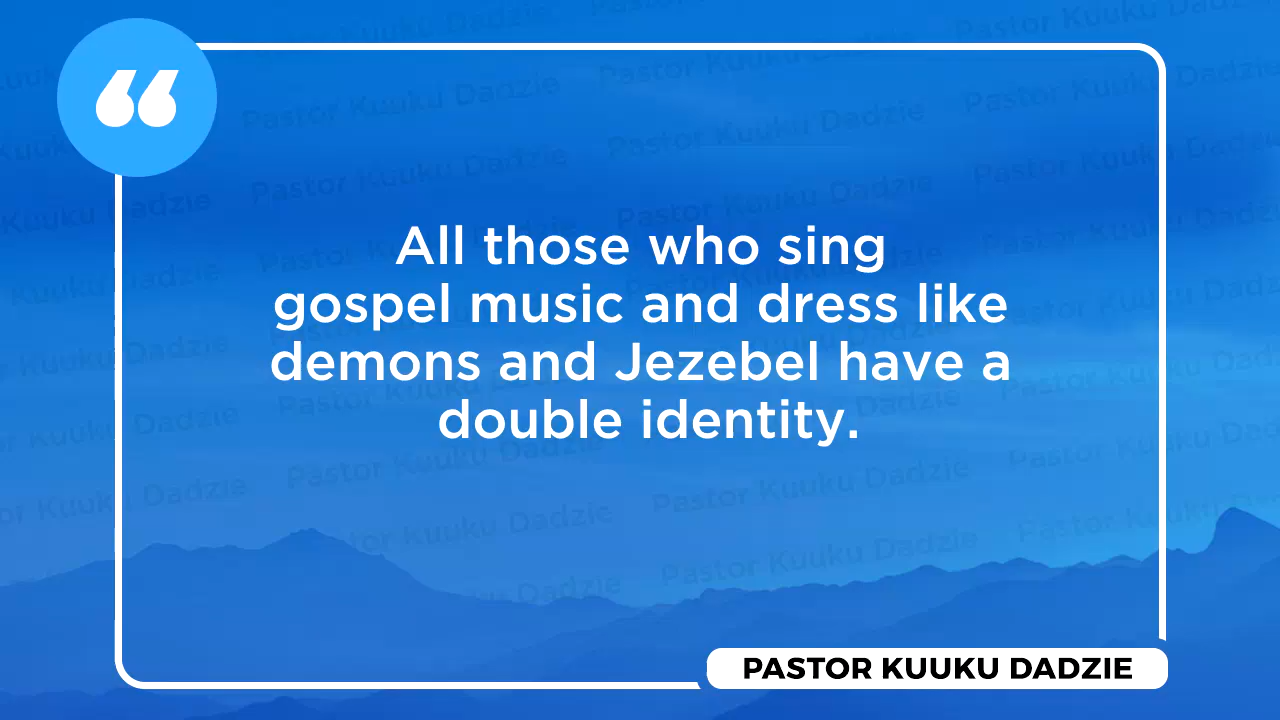 All those who sing
gospel music and dress like
demons and Jezebel have a
double identity.
PASTOR KUUKU DADZIE